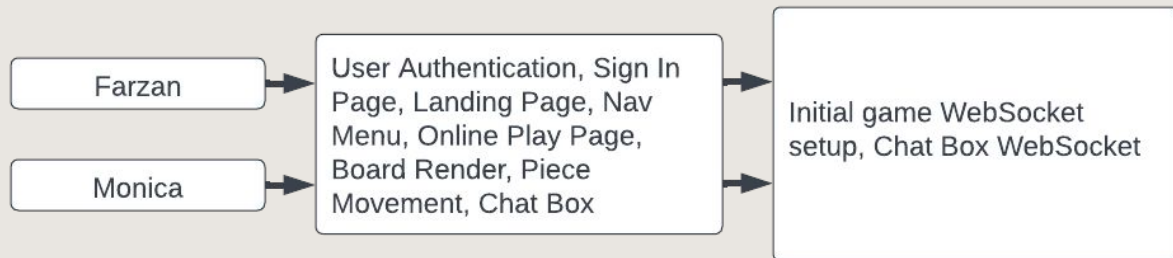 Farzan
Monica
User Authentication, Sign In
Page, Landing Page, Nav
Menu, Online Play Page,
Board Render, Piece
Movement, Chat Box
Initial game WebSocket
setup, Chat Box WebSocket